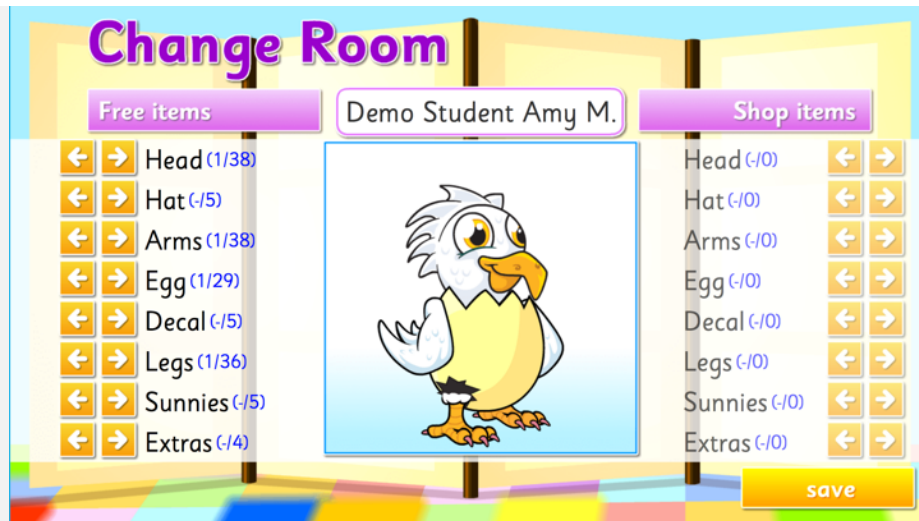 Change Room
Free items
Demo Student Amy M.
Shop items
Head (1/38)
Hat (-/5)
Arms (1/38)
Egg (1/29)
Decal (-/5)
Legs (1/36)
Sunnies (-/5)
Extras (-/4)
Head (-/0)
Hat (-/0)
Arms (-/0)
Egg (-/0)
Decal (-/0)
Legs (-/0)
Sunnies (-/0)
Extras (-/0)
save